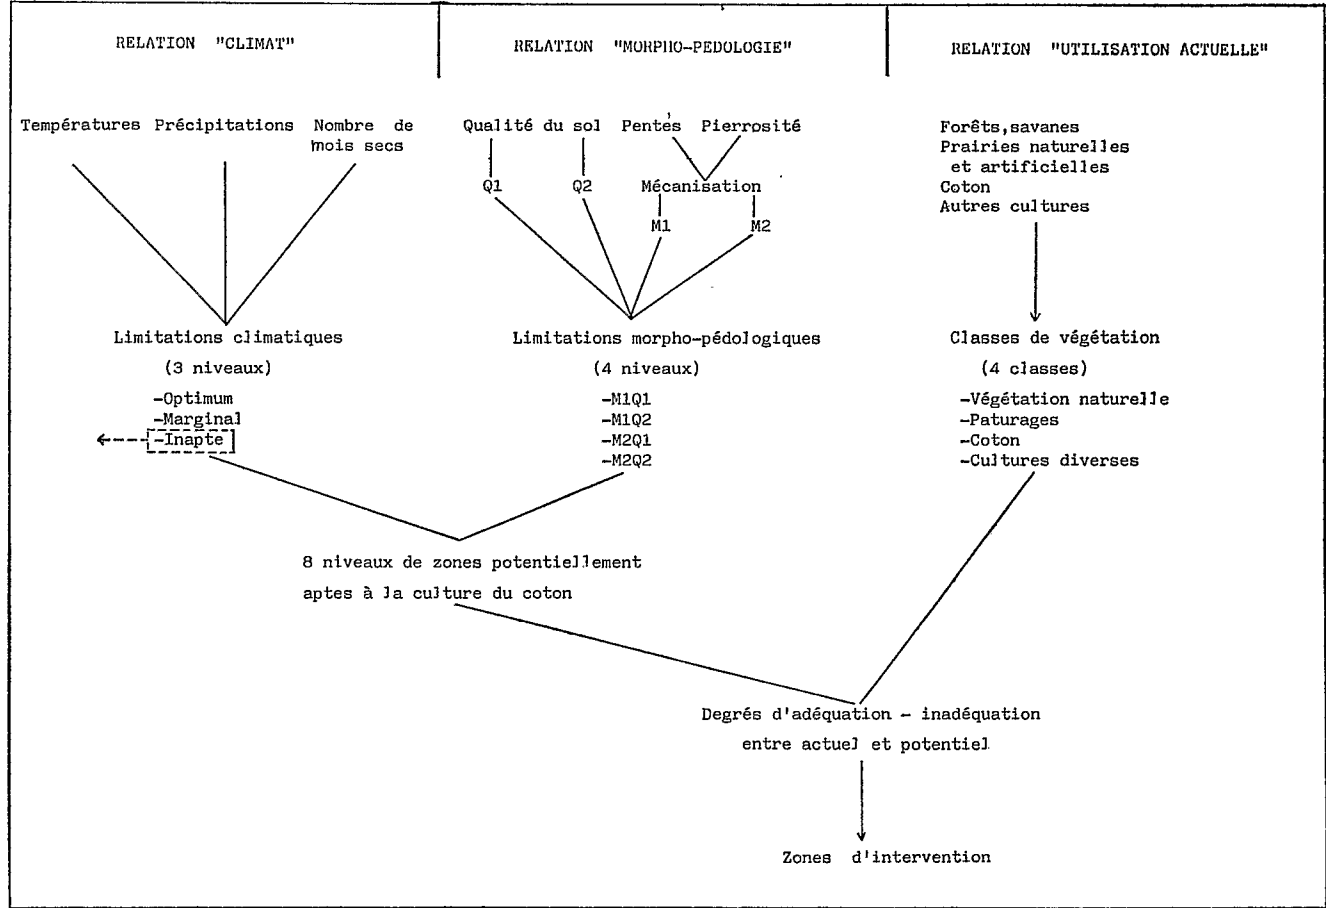 RELATION "CLIMAT"
RELATION "MORPHO-PEDOLOGIE"
RELATION "UTILISATION ACTUELLE"
Températures Précipitations Nombre de
mois secs
Qualité du sol Pentes Pierrosité
Q1 Q2 Mécanisation
M1 M2
Forêts,savanes
Prairies naturelles
et artificielles
Coton
Autres cultures
Limitations climatiques
(3 niveaux)
-Optimum
-Marginal
-Inapte
Limitations morpho-pédologiques
(4 niveaux)
-M1Q1
-M1Q2
-M2Q1
-M2Q2
Classes de végétation
(4 classes)
-Végétation naturelle
-Paturages
-Coton
-Cultures diverses
8 niveaux de zones potentiellement
aptes à la culture du coton
Degrés d'adéquation - inadéquation
entre actuel et potentiel
Zones d'intervention